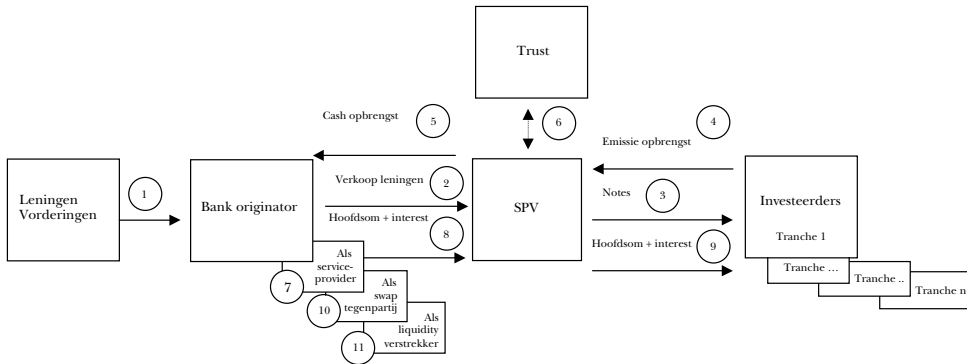 Trust
Cash opbrengst
5
6
4
Emissie opbrengst
Leningen
Vorderingen
1
Bank originator
Verkoop leningen
2
SPV
Notes
3
Investeerders
Hoofdsom + interest
8
Hoofdsom + interest
9
Tranche 1
Als
service-
provider
7
Als
swap
tegenpartij
10
Als
liquidity
verstrekker
11
Tranche ...
Tranche ..
Tranche n